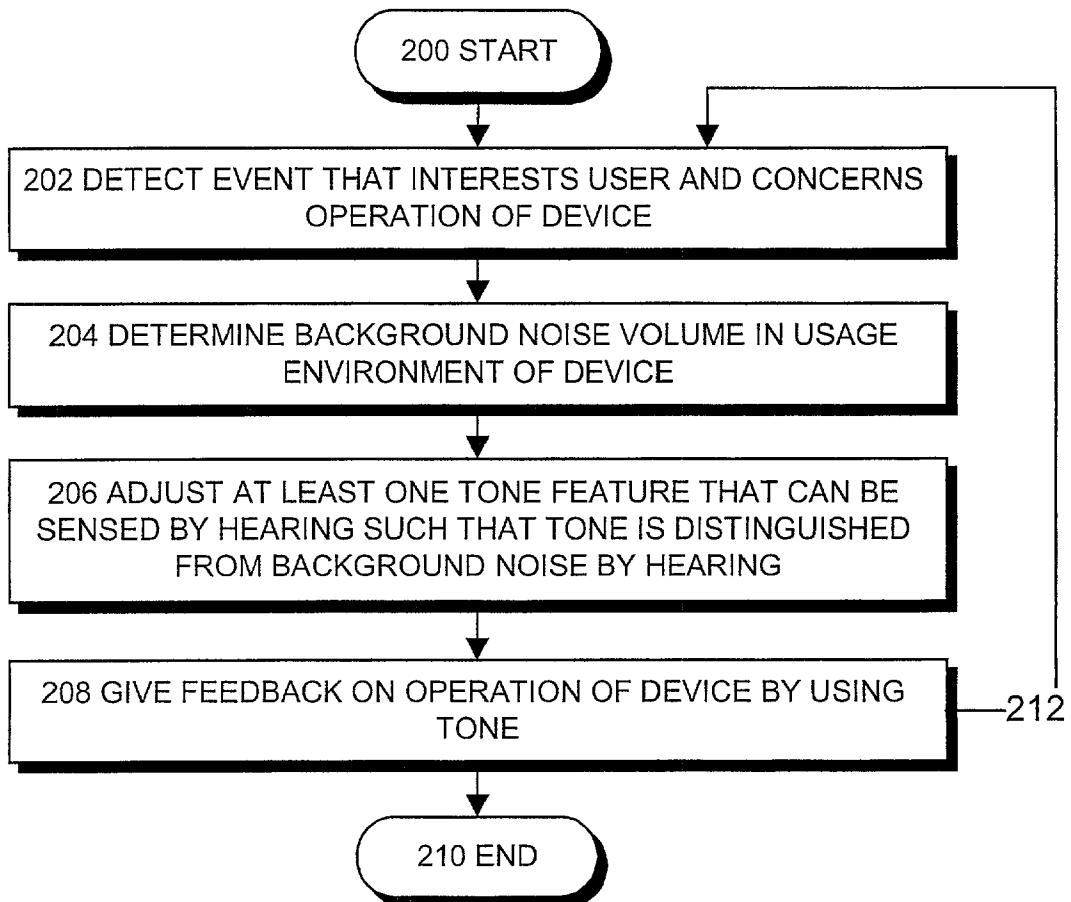 200 START
202 DETECT EVENT THAT INTERESTS USER AND CONCERNS
OPERATION OF DEVICE
204 DETERMINE BACKGROUND NOISE VOLUME IN USAGE
ENVIRONMENT OF DEVICE
206 ADJUST AT LEAST ONE TONE FEATURE THAT CAN BE
SENSED BY HEARING SUCH THAT TONE IS DISTINGUISHED
FROM BACKGROUND NOISE BY HEARING
208 GIVE FEEDBACK ON OPERATION OF DEVICE BY USING
TONE
212
210 END